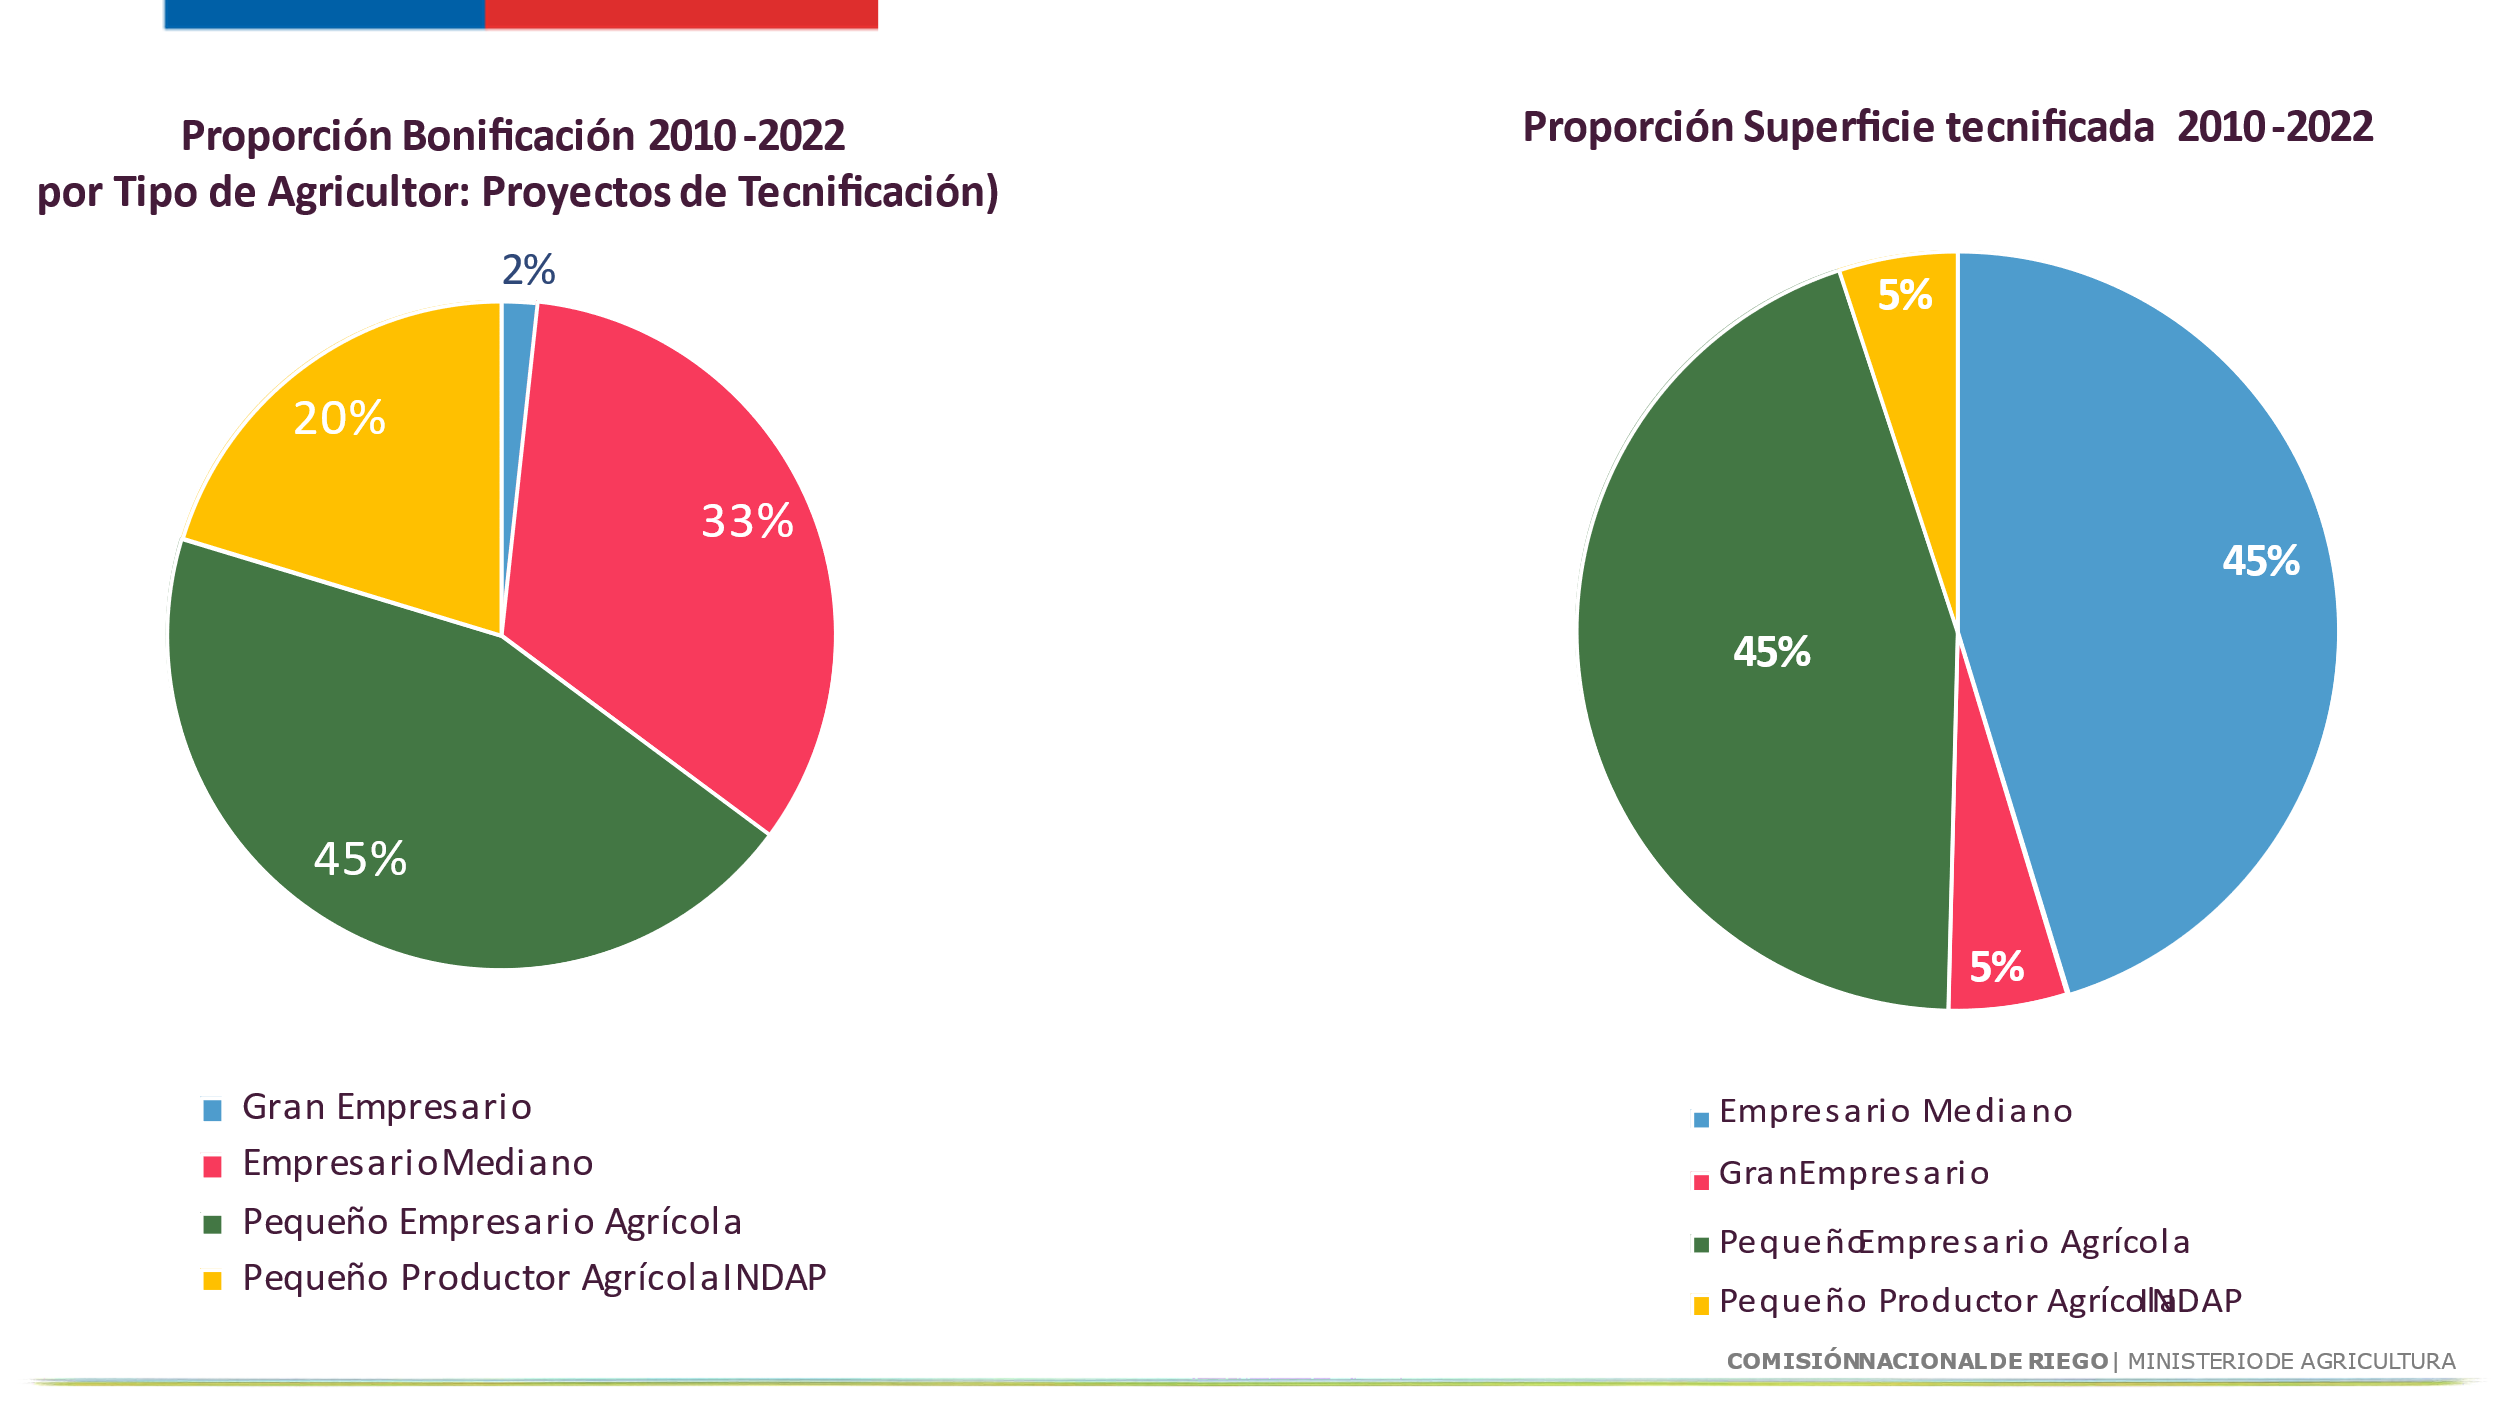 Proporción Bonificación 2010 -2022
por Tipo de Agricultor: Proyectos de Tecnificación)
2%
20%
33%
45%
Gran Empresario
Empresario Mediano
Pequeño Empresario Agrícola
Pequeño Productor Agrícola INDAP
Proporción Superficie tecnificada 2010 -2022
5%
45%
45%
5%
Empresario Mediano
Gran Empresario
Pequeño Empresario Agrícola
Pequeño Productor Agrícola INDAP
COMISIÓN NACIONAL DE RIEGO | MINISTERIO DE AGRICULTURA